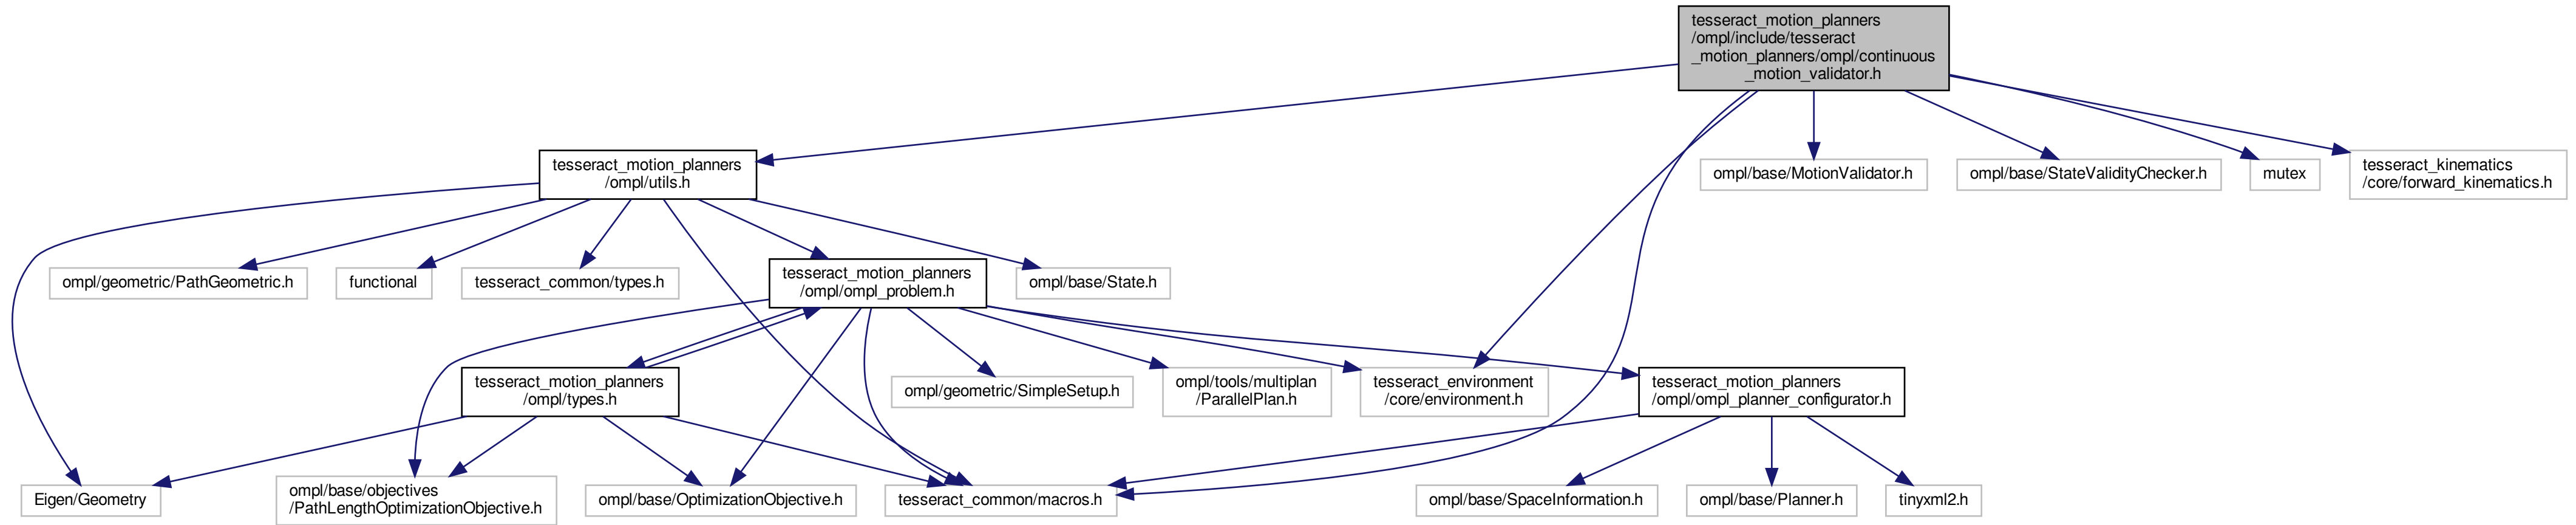 tesseract_motion_planners
/ompl/include/tesseract
_motion_planners/ompl/continuous
_motion_validator.h
tesseract_motion_planners
/ompl/utils.h
ompl/base/MotionValidator.h
ompl/base/StateValidityChecker.h
mutex
tesseract_kinematics
/core/forward_kinematics.h
ompl/geometric/PathGeometric.h
functional
tesseract_common/types.h
tesseract_motion_planners
/ompl/ompl_problem.h
ompl/base/State.h
tesseract_motion_planners
/ompl/types.h
ompl/geometric/SimpleSetup.h
ompl/tools/multiplan
/ParallelPlan.h
tesseract_environment
/core/environment.h
tesseract_motion_planners
/ompl/ompl_planner_configurator.h
Eigen/Geometry
ompl/base/objectives
/PathLengthOptimizationObjective.h
ompl/base/OptimizationObjective.h
tesseract_common/macros.h
ompl/base/SpaceInformation.h
ompl/base/Planner.h
tinyxml2.h